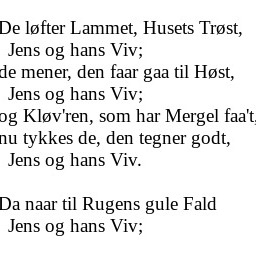 De løfter Lammet, Husets Trøst,
Jens og hans Viv;
de mener, den faar gaa til Høst,
Jens og hans Viv;
og Kløv'ren, som har Mergel faa't,
nu tykkes de, den tegner godt,
Jens og hans Viv.

Da naar til Rugens gule Fald
Jens og hans Viv;